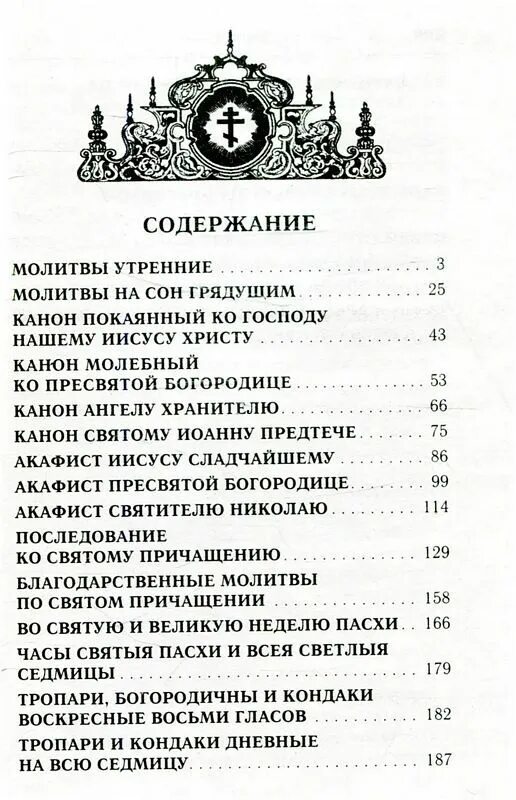 СОДЕРЖАНИЕ
МОЛИТВЫ УТРЕННИЕ . . . . . . . . . . . . . . . . . 3
МОЛИТВЫ НА СОН ГРЯДУЩИМ . . . . . . . . . . 25
КАНОН ПОКАЯННЫЙ КО ГОСПОДУ
НАШЕМУ ИИСУСУ ХРИСТУ . . . . . . . . . . . . . 43
КАНОН МОЛЕБНЫЙ
КО ПРЕСВЯТОЙ БОГОРОДИЦЕ . . . . . . . . . . 53
КАНОН АНГЕЛУ ХРАНИТЕЛЮ . . . . . . . . . . . 66
КАНОН СВЯТОМУ ИОАННУ ПРЕДТЕЧЕ . . . . . 75
АКАФИСТ ИИСУСУ СЛАДЧАЙШЕМУ . . . . . . . 86
АКАФИСТ ПРЕСВЯТОЙ БОГОРОДИЦЕ . . . . . . 99
АКАФИСТ СВЯТИТЕЛЮ НИКОЛАЮ . . . . . . . 114
ПОСЛЕДОВАНИЕ
КО СВЯТОМУ ПРИЧАЩЕНИЮ . . . . . . . . . . . 129
БЛАГОДАРСТВЕННЫЕ МОЛИТВЫ
ПО СВЯТОМ ПРИЧАЩЕНИИ . . . . . . . . . . . . 158
ВО СВЯТУЮ И ВЕЛИКУЮ НЕДЕЛЮ ПАСХИ . . 166
ЧАСЫ СВЯТЫЯ ПАСХИ И ВСЕЯ СВЕТЛЫЯ
СЕДМИЦЫ . . . . . . . . . . . . . . . . . . . . . . . . 179
ТРОПАРИ, БОГОРОДИЧНЫ И КОНДАКИ
ВОСКРЕСНЫЕ ВОСЬМИ ГЛАСОВ . . . . . . . . . 182
ТРОПАРИ И КОНДАКИ ДНЕВНЫЕ
НА ВСЮ СЕДМИЦУ . . . . . . . . . . . . . . . . . . 187